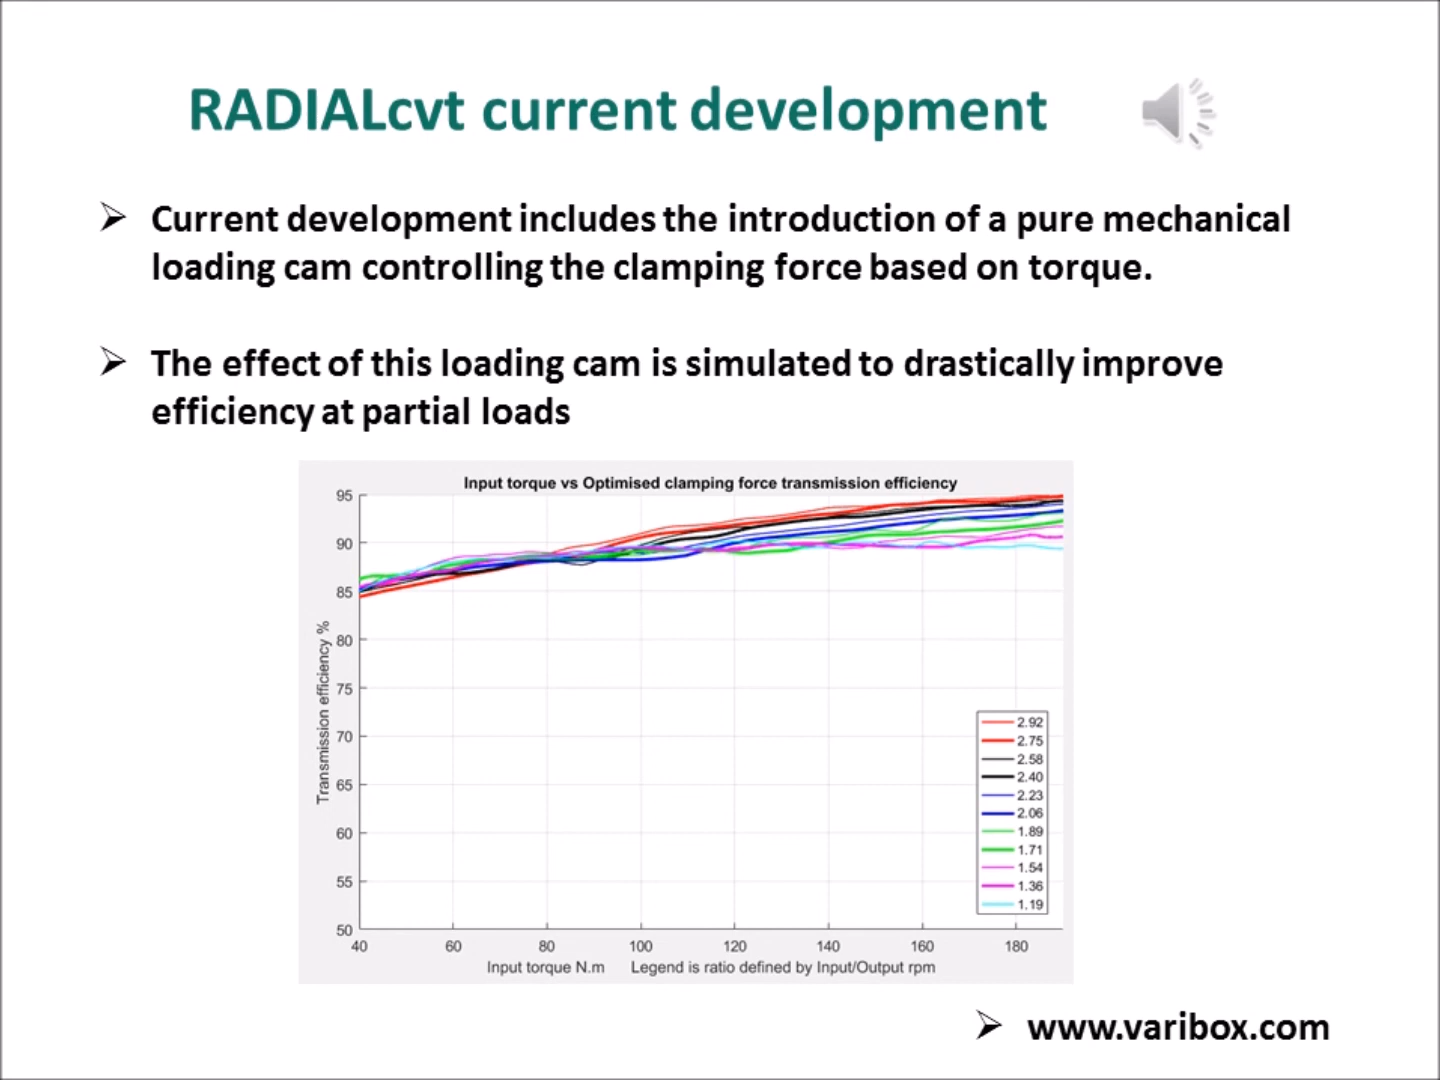 RADIALcvt current development
Current development includes the introduction of a pure mechanical
loading cam controlling the clamping force based on torque.
The effect of this loading cam is simulated to drastically improve
efficiency at partial loads
Input torque vs Optimised clamping force transmission efficiency
95
90
85
80
75
70
65
60
55
50
Transmission efficiency %
2.92
2.75
2.58
2.40
2.23
2.06
1.89
1.71
1.54
1.36
1.19
40 60 80 100 120 140 160 180
Input torque N.m Legend is ratio defined by Input/Output rpm
www.varibox.com